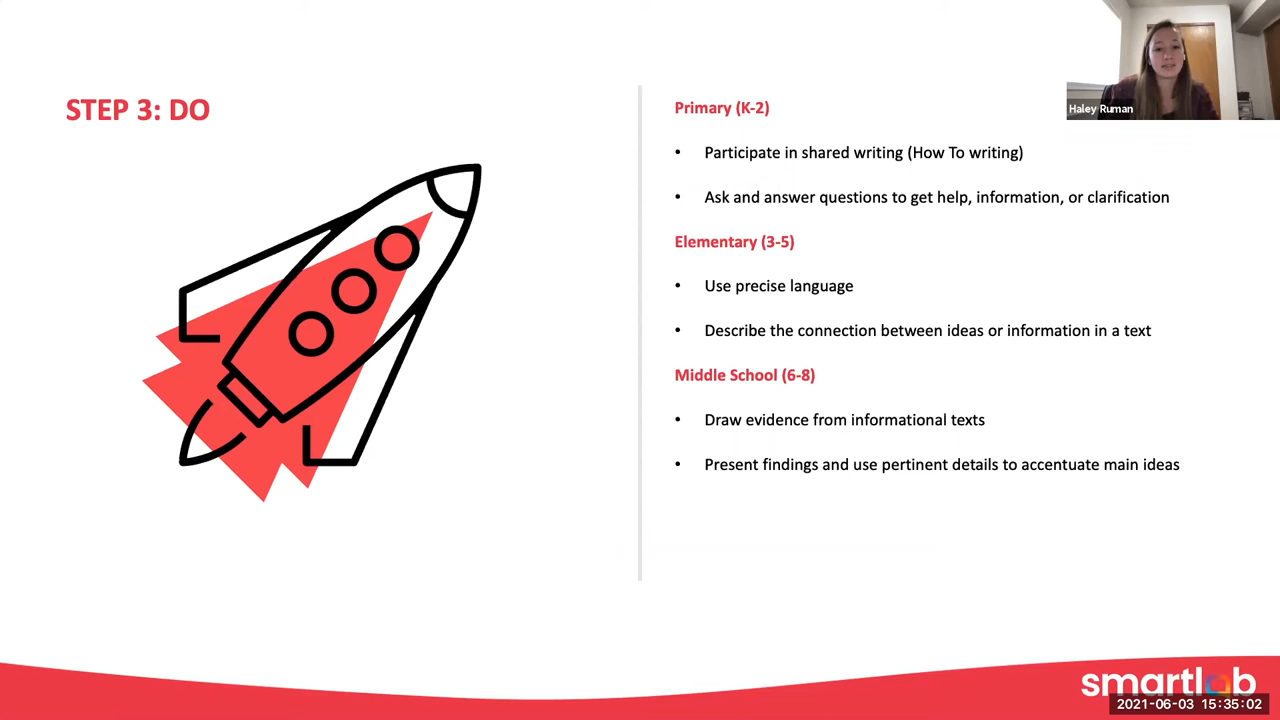 STEP 3: DO
Primary (K-2)
• Participate in shared writing (How To writing)
• Ask and answer questions to get help, information, or clarification
Elementary (3-5)
• Use precise language
• Describe the connection between ideas or information in a text
Middle School (6-8)
• Draw evidence from informational texts
• Present findings and use pertinent details to accentuate main ideas
Haley Ruman
smartlab
2021-06-03 15:35:02